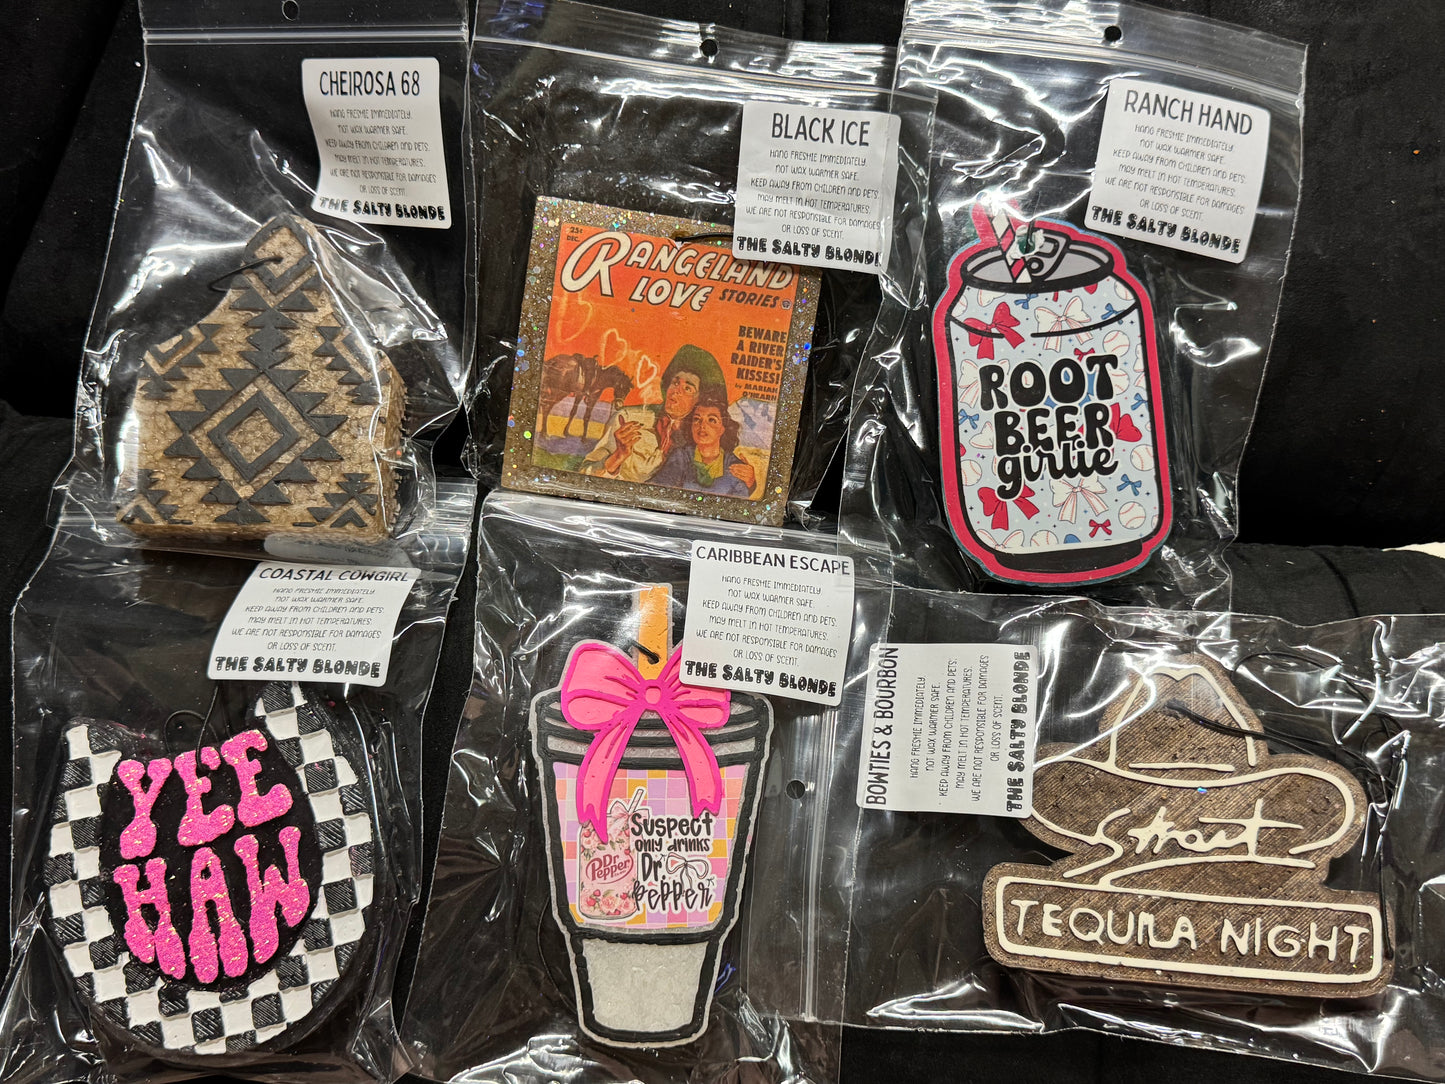 CHEIROSA 68
HANG FRESHIE IMMEDIATELY.
NOT WAX WARMER SAFE.
KEEP AWAY FROM CHILDREN AND PETS.
MAY MELT IN HOT TEMPERATURES.
WE ARE NOT RESPONSIBLE FOR DAMAGES
OR LOSS OF SCENT.
THE SALTY BLONDE
BLACK ICE
HANG FRESHIE IMMEDIATELY.
NOT WAX WARMER SAFE.
KEEP AWAY FROM CHILDREN AND PETS.
MAY MELT IN HOT TEMPERATURES.
WE ARE NOT RESPONSIBLE FOR DAMAGES
OR LOSS OF SCENT.
THE SALTY BLONDE
25¢
DEC.
RANGELAND
LOVE STORIES
BEWARE
A RIVER
RAIDER'S
KISSES!
by MARIAN
O'HEARN
RANCH HAND
HANG FRESHIE IMMEDIATELY.
NOT WAX WARMER SAFE.
KEEP AWAY FROM CHILDREN AND PETS.
MAY MELT IN HOT TEMPERATURES.
WE ARE NOT RESPONSIBLE FOR DAMAGES
OR LOSS OF SCENT.
THE SALTY BLONDE
ROOT
BEER
girlie
COASTAL COWGIRL
HANG FRESHIE IMMEDIATELY.
NOT WAX WARMER SAFE.
KEEP AWAY FROM CHILDREN AND PETS.
MAY MELT IN HOT TEMPERATURES.
WE ARE NOT RESPONSIBLE FOR DAMAGES
OR LOSS OF SCENT.
THE SALTY BLONDE
YEE
HAW
CARIBBEAN ESCAPE
HANG FRESHIE IMMEDIATELY.
NOT WAX WARMER SAFE.
KEEP AWAY FROM CHILDREN AND PETS.
MAY MELT IN HOT TEMPERATURES.
WE ARE NOT RESPONSIBLE FOR DAMAGES
OR LOSS OF SCENT.
THE SALTY BLONDE
SUSPECT
only drinks
Dr.
Pepper
Dr
Pepper
BOWTIES & BOURBON
HANG FRESHIE IMMEDIATELY.
NOT WAX WARMER SAFE.
KEEP AWAY FROM CHILDREN AND PETS.
MAY MELT IN HOT TEMPERATURES.
WE ARE NOT RESPONSIBLE FOR DAMAGES
OR LOSS OF SCENT.
THE SALTY BLONDE
Strait
TEQUILA NIGHT